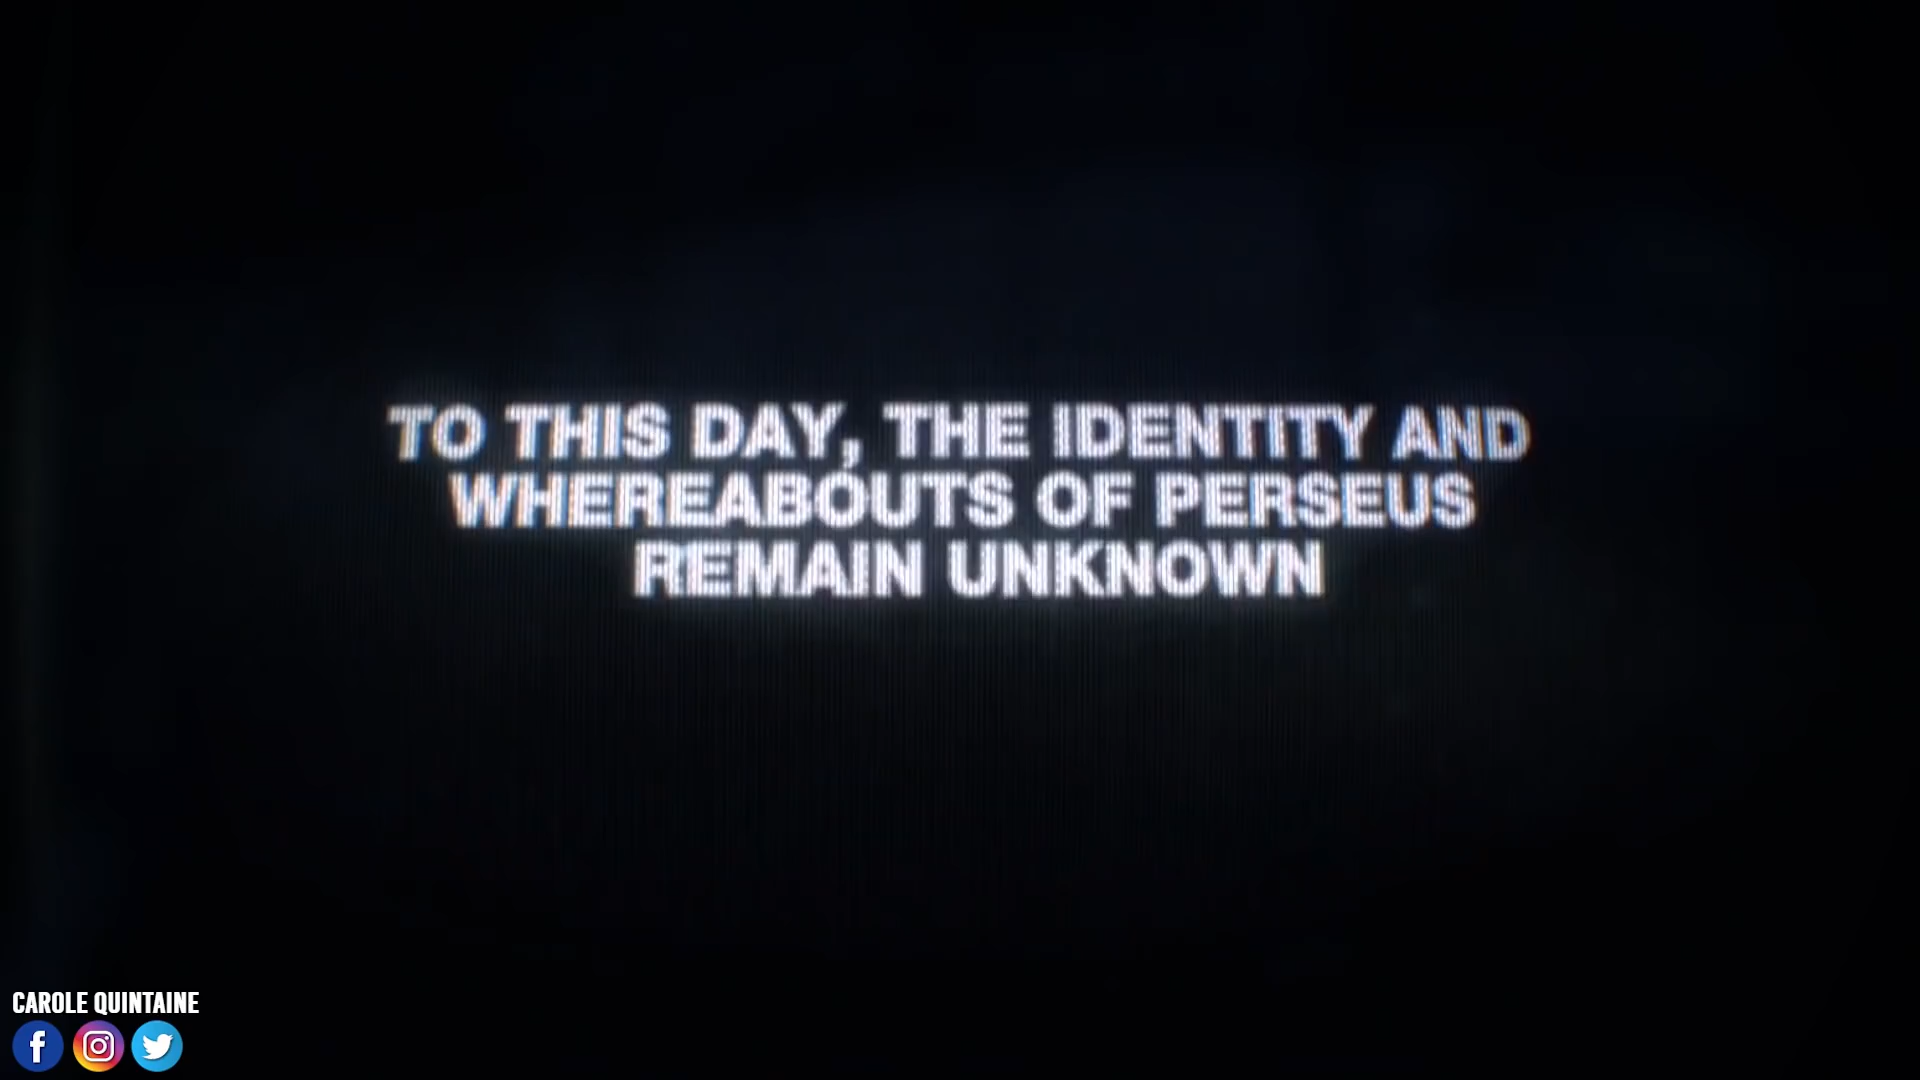 TO THIS DAY, THE IDENTITY AND
WHEREABOUTS OF PERSEUS
REMAIN UNKNOWN
CAROLE QUINTAINE